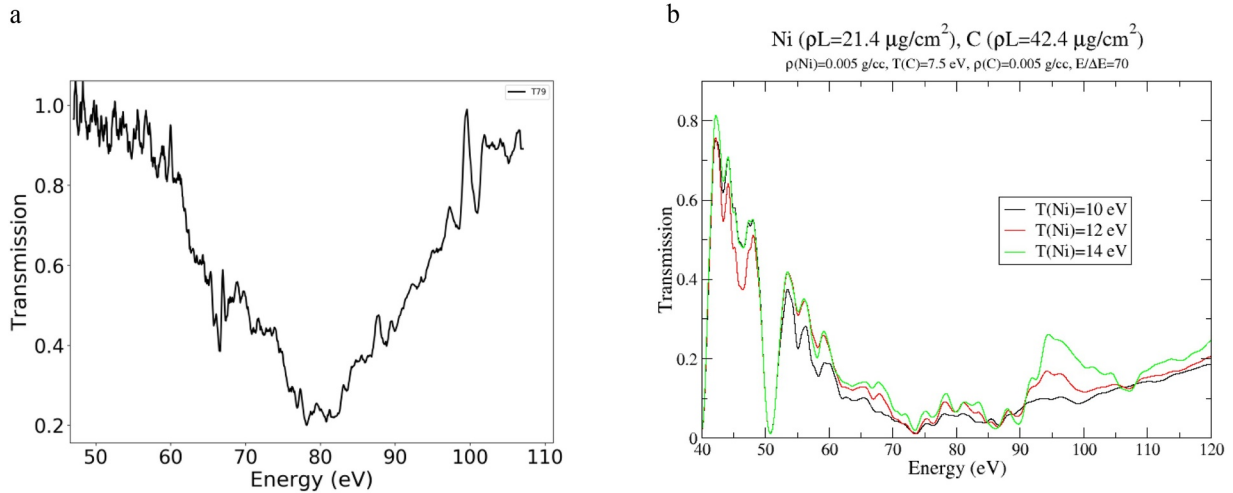 a
T79
1.0
0.8
0.6
0.4
0.2
Transmission
50 60 70 80 90 100 110
Energy (eV)
b
Ni (ρL=21.4 μg/cm²), C (ρL=42.4 μg/cm²)
ρ(Ni)=0.005 g/cc, T(C)=7.5 eV, ρ(C)=0.005 g/cc, E/ΔE=70
0.8
0.6
0.4
0.2
0
Transmission
T(Ni)=10 eV
T(Ni)=12 eV
T(Ni)=14 eV
40 50 60 70 80 90 100 110 120
Energy (eV)